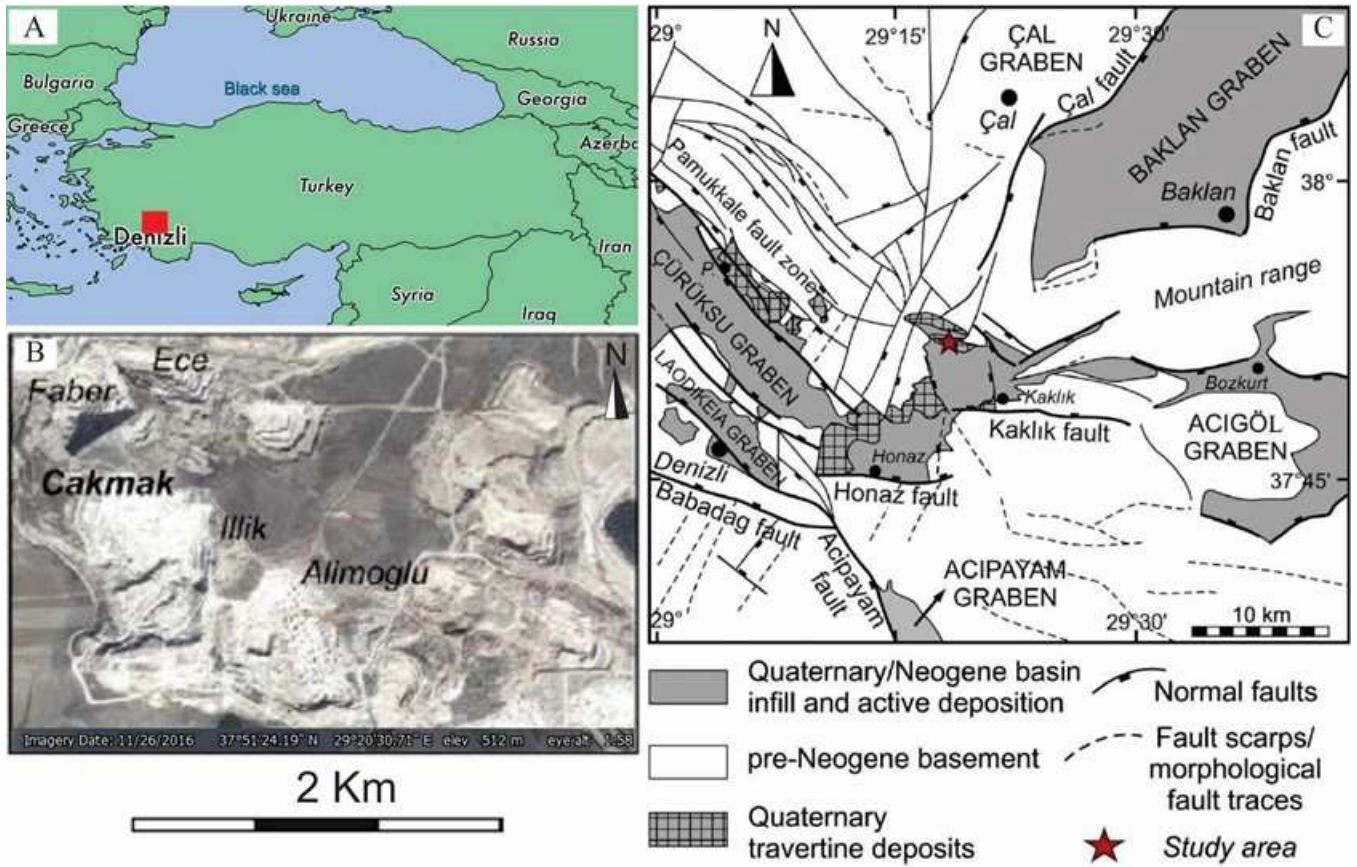 A
Ukraine
Russia
Bulgaria
Black sea
Georgia
Greece
Azerba
Turkey
Denizli
Iran
Syria
Iraq
B
N
Ece
Faber
Cakmak
Illik
Alimoglu
Imagery Date: 11/26/2016 37°51'24.19" N 29°20'30.71" E elev 512 m eye alt 1.58
2 Km
C
29°
29°15'
29°30'
N
ÇAL
GRABEN
Çal
Çal fault
BAKLAN GRABEN
Baklan fault
Baklan
38°
Pamukkale fault zone
P
Mountain range
ÇÜRÜKSU GRABEN
LAODIKEIA GRABEN
Kaklık
Bozkurt
Kaklık fault
ACIGÖL
GRABEN
Honaz
37°45'
Denizli
Honaz fault
Babadag fault
Acipayam
fault
ACIPAYAM
GRABEN
29°
29°15'
29°30'
10 km
Quaternary/Neogene basin
infill and active deposition
pre-Neogene basement
Quaternary
travertine deposits
Normal faults
Fault scarps/
morphological
fault traces
Study area